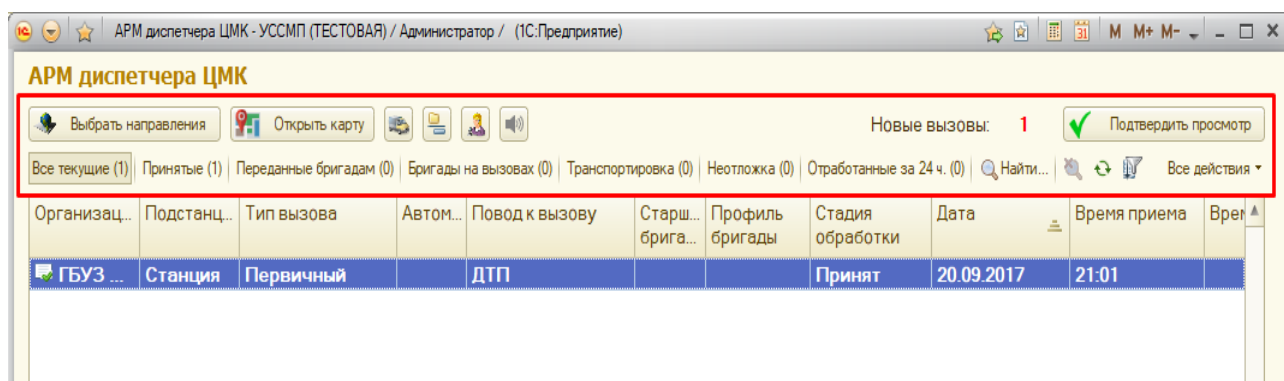 АРМ диспетчера ЦМК - УССМП (ТЕСТОВАЯ) / Администратор / (1С:Предприятие) 31 M M+ M-
АРМ диспетчера ЦМК
Выбрать направления Открыть карту Новые вызовы: 1 Подтвердить просмотр
Все текущие (1) Принятые (1) Переданные бригадам (0) Бригады на вызовах (0) Транспортировка (0) Неотложка (0) Отработанные за 24 ч. (0) Найти... Все действия
Организац... Подстанц... Тип вызова Автом... Повод к вызову Старш... Профиль Стадия Дата Время приема Врем
брига... бригады обработки
ГБУЗ ... Станция Первичный ДТП Принят 20.09.2017 21:01